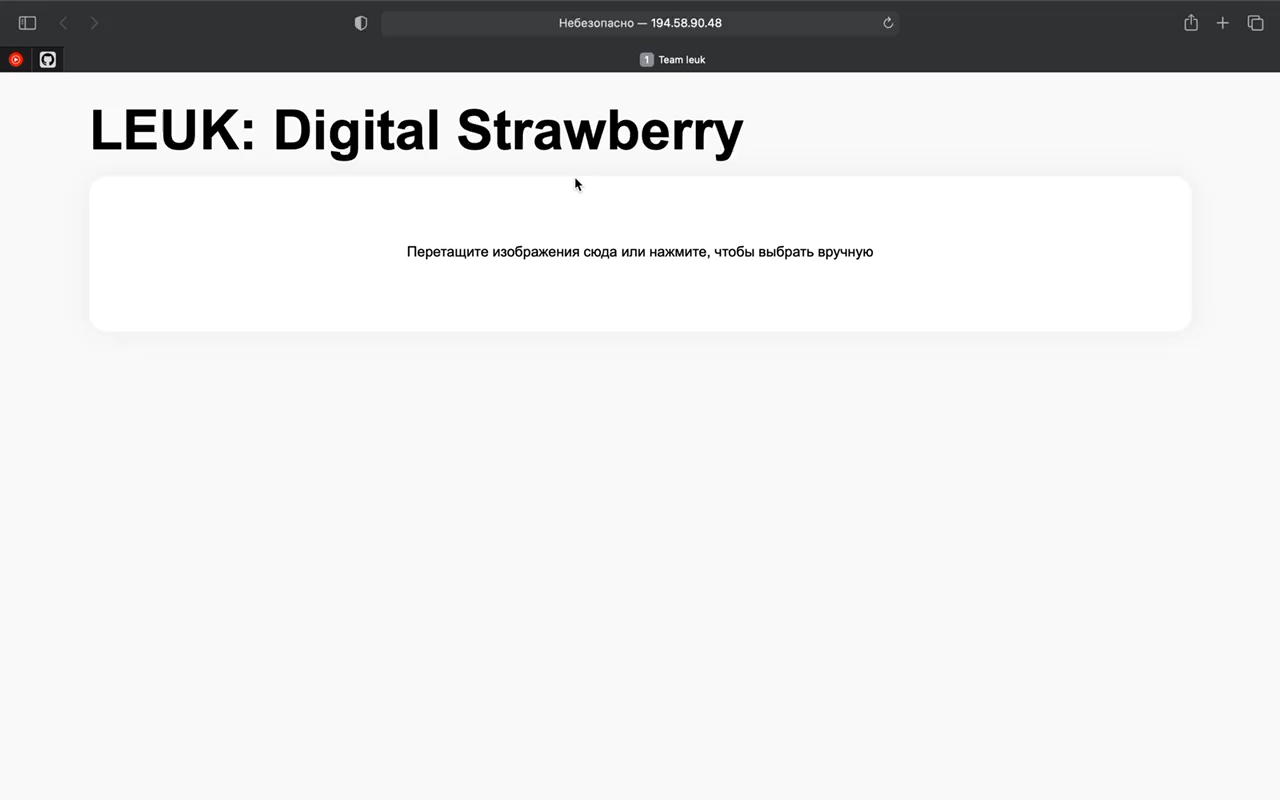 Небезопасно — 194.58.90.48
1 Team leuk
LEUK: Digital Strawberry
Перетащите изображения сюда или нажмите, чтобы выбрать вручную